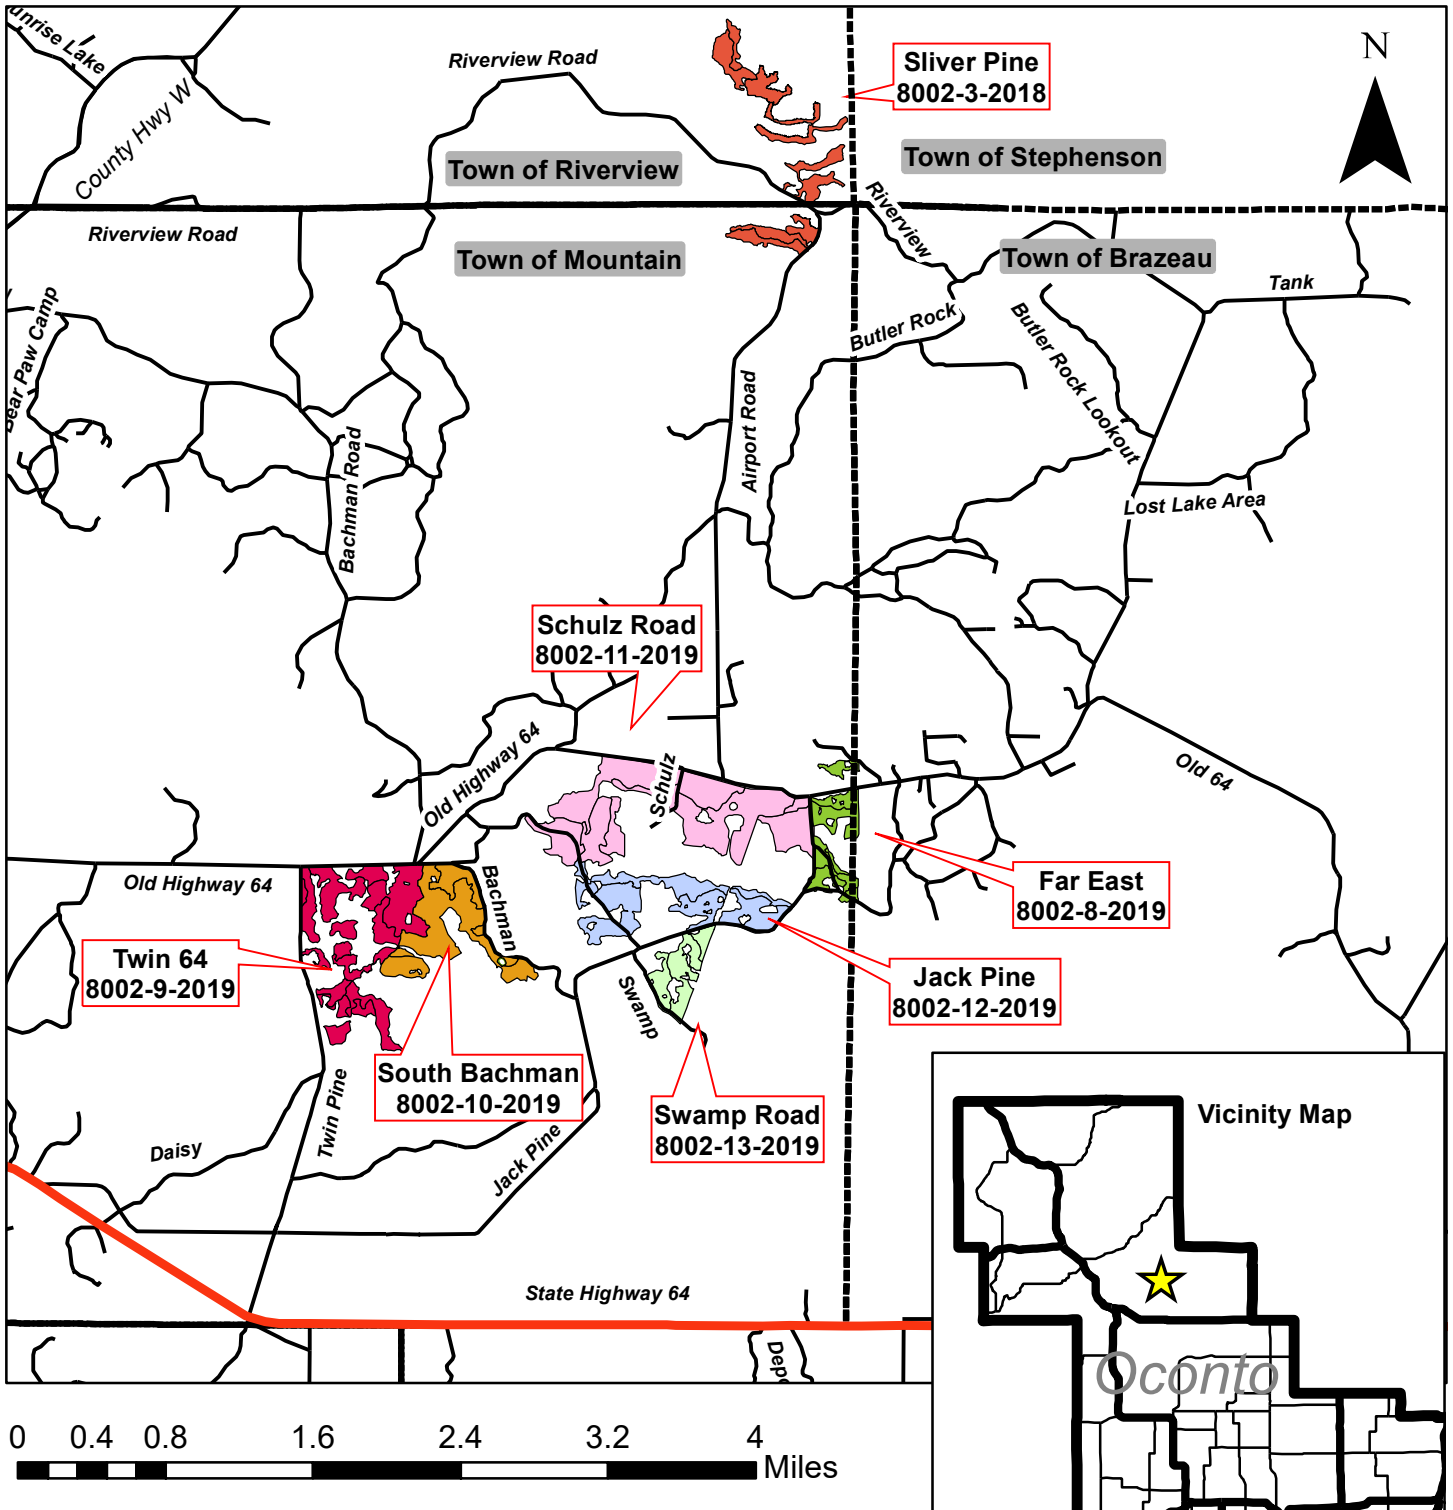 unrise Lake
County Hwy W
Riverview Road
Sliver Pine
8002-3-2018
N
Town of Riverview
Town of Stephenson
Riverview Road
Town of Mountain
Riverview
Town of Brazeau
Tank
Bear Paw Camp
Butler Rock
Butler Rock Lookout
Airport Road
Bachman Road
Lost Lake Area
Schulz Road
8002-11-2019
Old Highway 64
Schulz
Old 64
Old Highway 64
Bachman
Far East
8002-8-2019
Twin 64
8002-9-2019
Jack Pine
8002-12-2019
Swamp
South Bachman
8002-10-2019
Swamp Road
8002-13-2019
Twin Pine
Daisy
Jack Pine
Vicinity Map
State Highway 64
Depo
Oconto
0 0.4 0.8 1.6 2.4 3.2 4
Miles